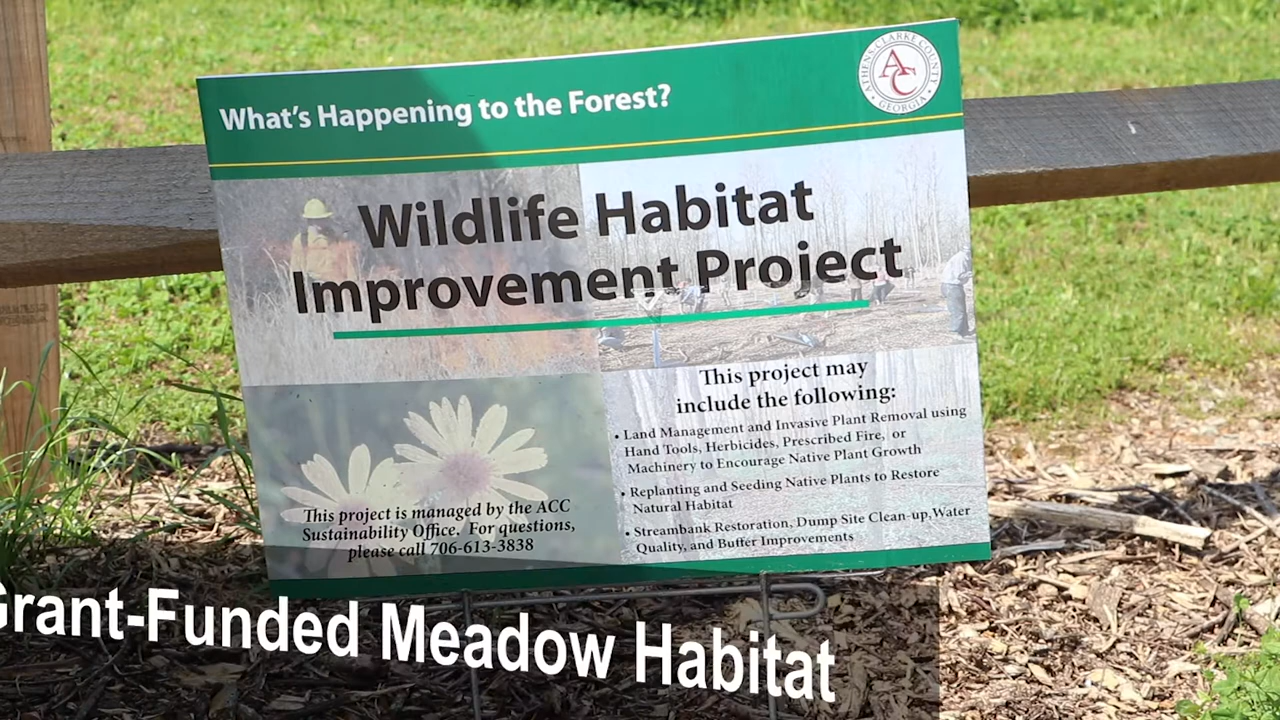 What's Happening to the Forest?
ATHENS-CLARKE COUNTY
AC
GEORGIA
Wildlife Habitat
Improvement Project
This project may
include the following:
• Land Management and Invasive Plant Removal using
Hand Tools, Herbicides, Prescribed Fire, or
Machinery to Encourage Native Plant Growth
• Replanting and Seeding Native Plants to Restore
Natural Habitat
• Streambank Restoration, Dump Site Clean-up,Water
Quality, and Buffer Improvements
This project is managed by the ACC
Sustainability Office. For questions,
please call 706-613-3838
Grant-Funded Meadow Habitat